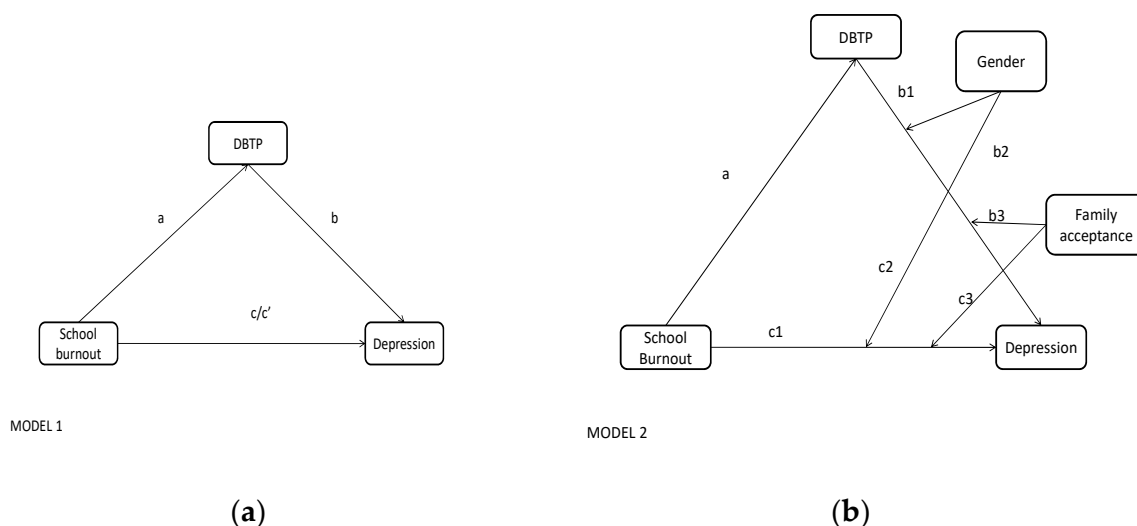 DBTP
a
b
c/c’
School
burnout
Depression
MODEL 1
(a)
DBTP
Gender
b1
b2
a
b3
Family
acceptance
c2
c3
School
Burnout
c1
Depression
MODEL 2
(b)